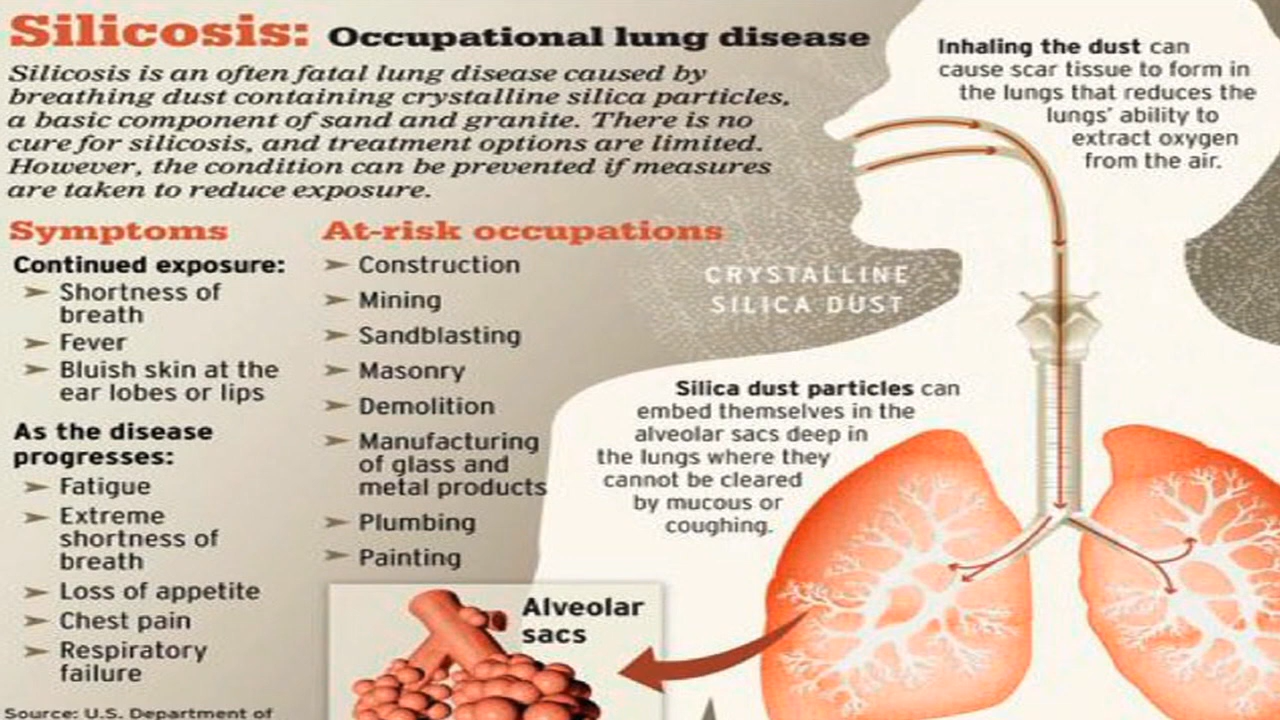 Silicosis: Occupational lung disease
Silicosis is an often fatal lung disease caused by
breathing dust containing crystalline silica particles,
a basic component of sand and granite. There is no
cure for silicosis, and treatment options are limited.
However, the condition can be prevented if measures
are taken to reduce exposure.
Symptoms
Continued exposure:
Shortness of
breath
Fever
Bluish skin at the
ear lobes or lips
As the disease
progresses:
Fatigue
Extreme
shortness of
breath
Loss of appetite
Chest pain
Respiratory
failure
Source: U.S. Department of
At-risk occupations
Construction
Mining
Sandblasting
Masonry
Demolition
Manufacturing
of glass and
metal products
Plumbing
Painting
Alveolar
sacs
Inhaling the dust can
cause scar tissue to form in
the lungs that reduces the
lungs' ability to
extract oxygen
from the air.
CRYSTALLINE
SILICA DUST
Silica dust particles can
embed themselves in the
alveolar sacs deep in
the lungs where they
cannot be cleared
by mucous or
coughing.